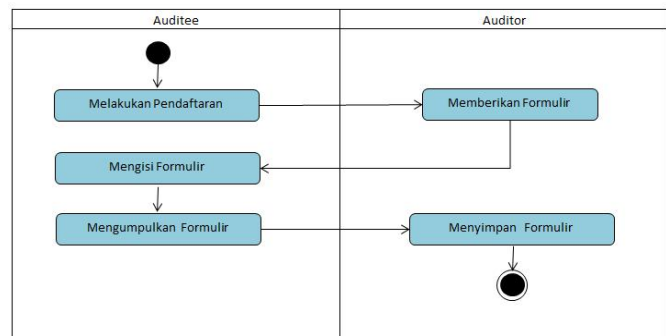 Auditee
Auditor
Melakukan Pendaftaran
Memberikan Formulir
Mengisi Formulir
Mengumpulkan Formulir
Menyimpan Formulir